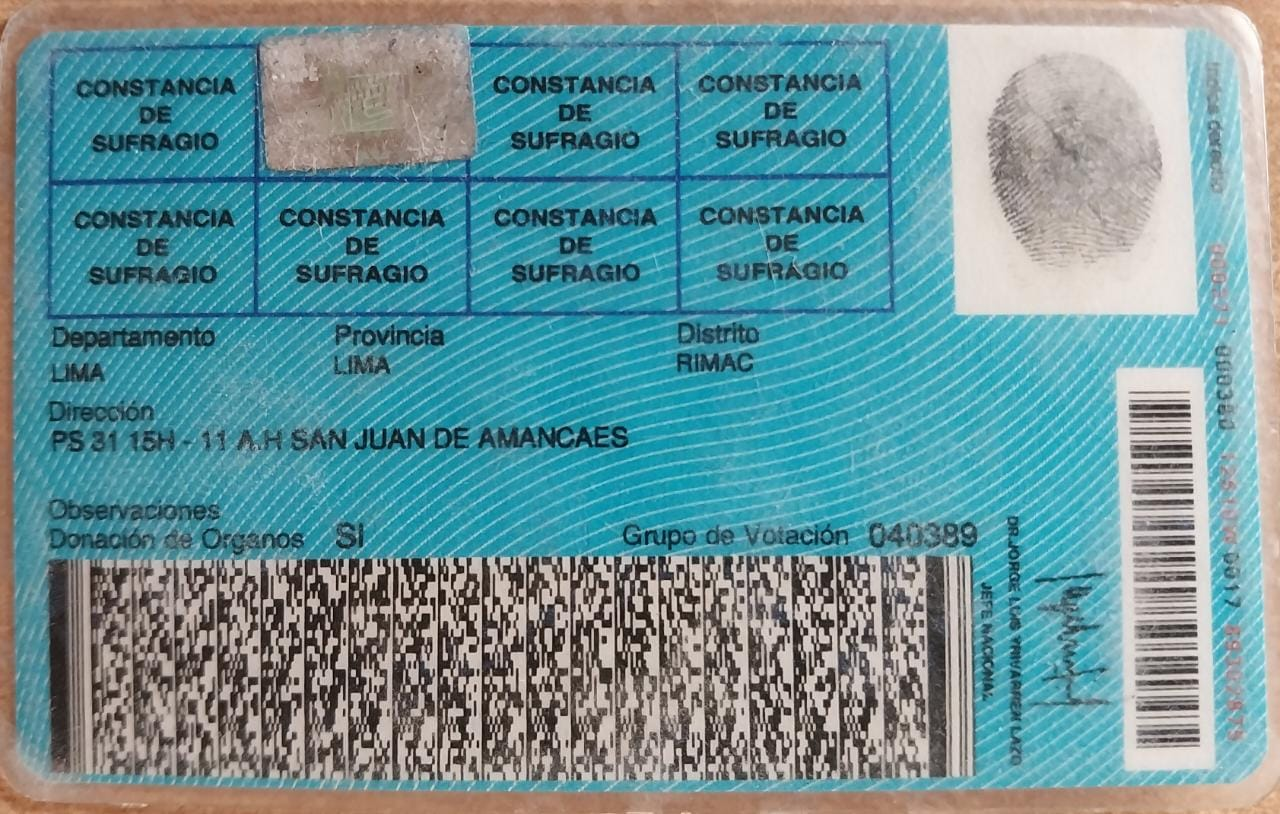 CONSTANCIA
DE
SUFRAGIO
CONSTANCIA
DE
SUFRAGIO
CONSTANCIA
DE
SUFRAGIO
CONSTANCIA
DE
SUFRAGIO
CONSTANCIA
DE
SUFRAGIO
CONSTANCIA
DE
SUFRAGIO
CONSTANCIA
DE
SUFRAGIO
Departamento
LIMA
Provincia
LIMA
Distrito
RIMAC
Dirección
PS 31 15H - 11 A.H SAN JUAN DE AMANCAES
Observaciones
Donación de Organos SI
Grupo de Votación 040389
JEFE NACIONAL